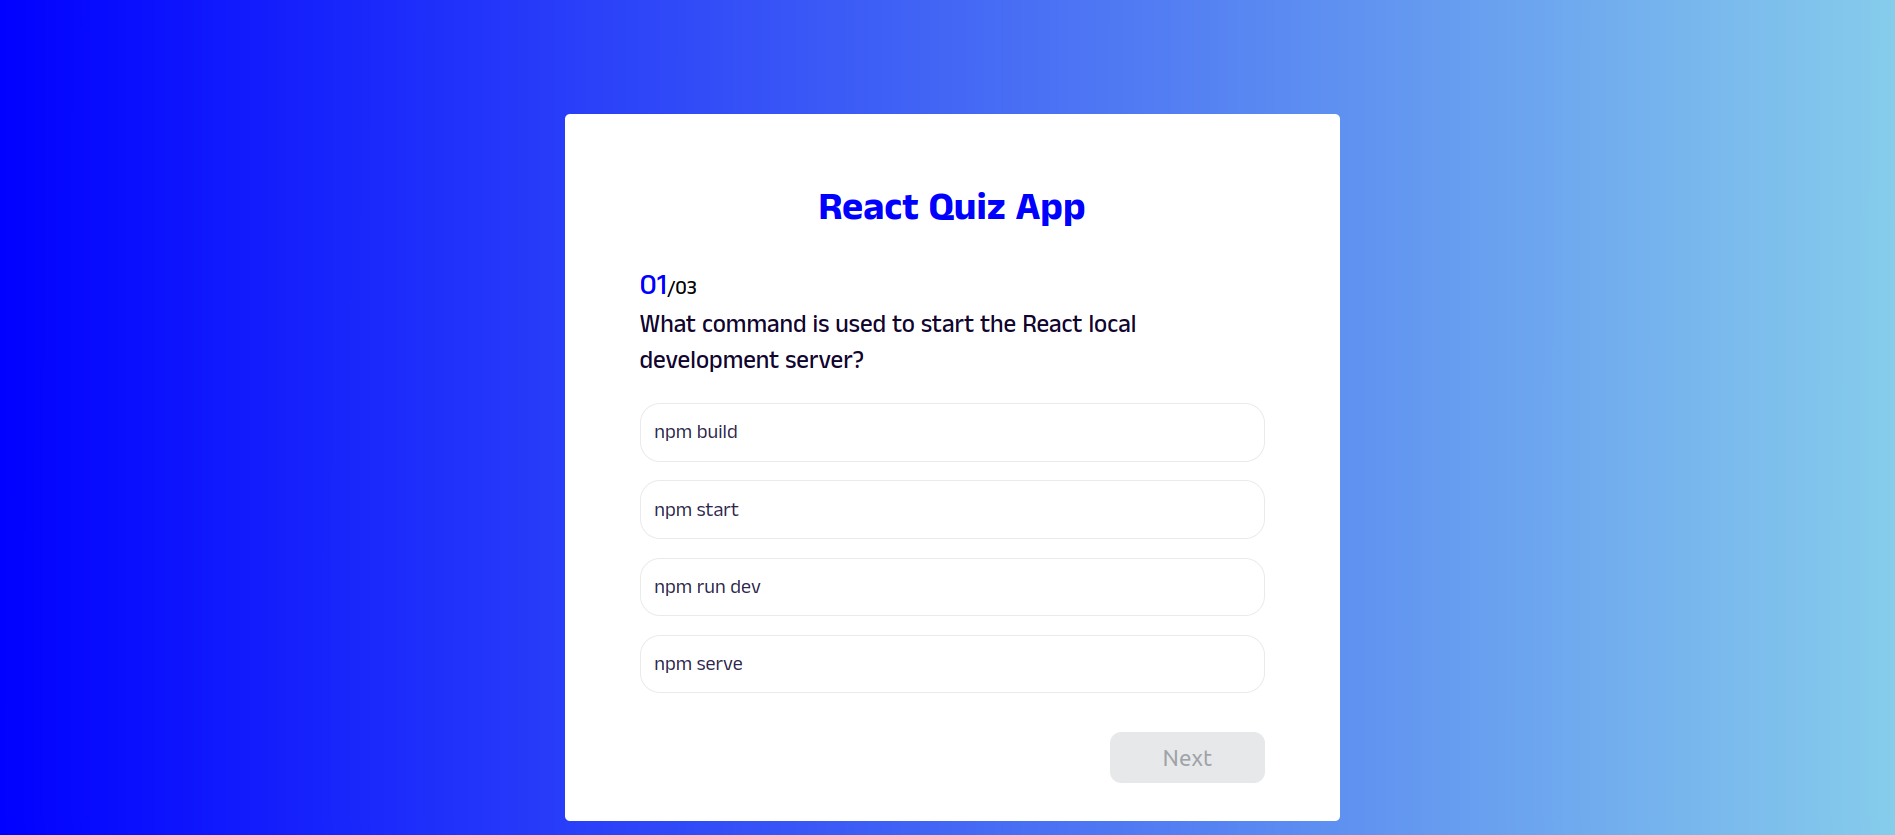 React Quiz App
01/03
What command is used to start the React local
development server?
npm build
npm start
npm run dev
npm serve
Next